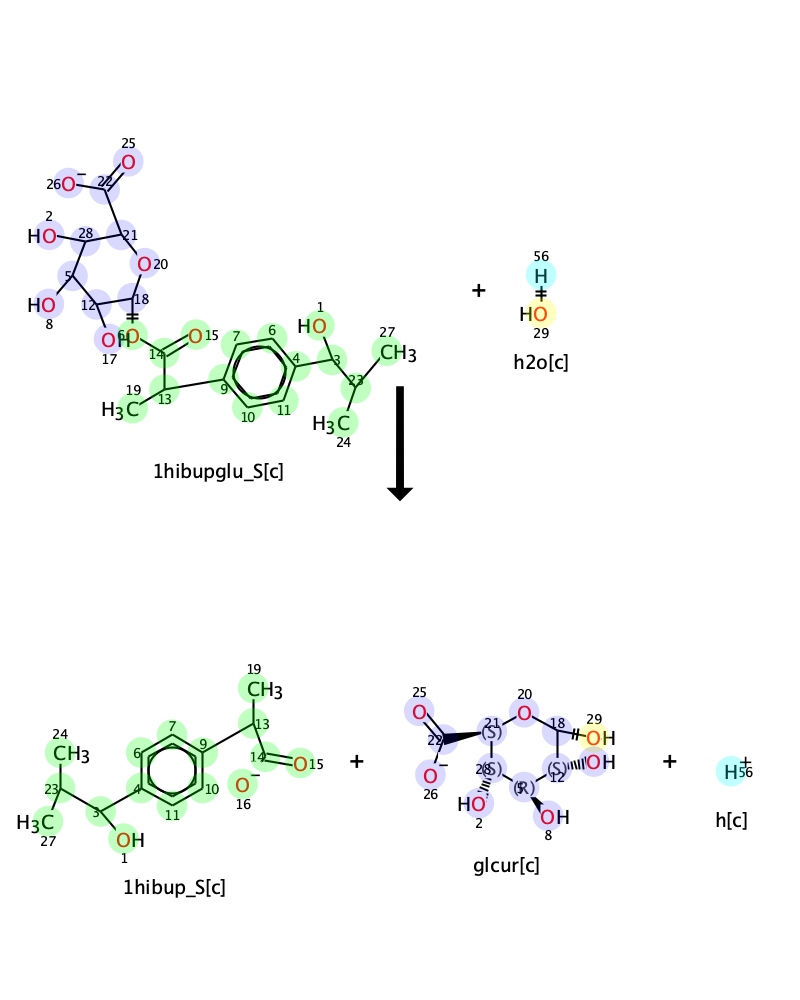 25
O
26 O− 22
2
HO 28 21
O 20
5
HO 12 18
8
OH 6 O O 15
17 14
19
H3C 13
9 7 6 4
10 11
1
HO
3
27
CH3
23
H3C
24
1hibupglu_S[c]
+
56
H
HO
29
h2o[c]
19
CH3
13
14 O 15
O−
16
24
CH3
23
H3C
27
3
OH
1
4 6 7 9 10 11
1hibup_S[c]
+
25
O
22
O−
26
20
O
21
(S)
18
29
OH
28
(S)
5
(R)
(S)
12
OH
HO
2
OH
8
glcur[c]
+
H+
56
h[c]